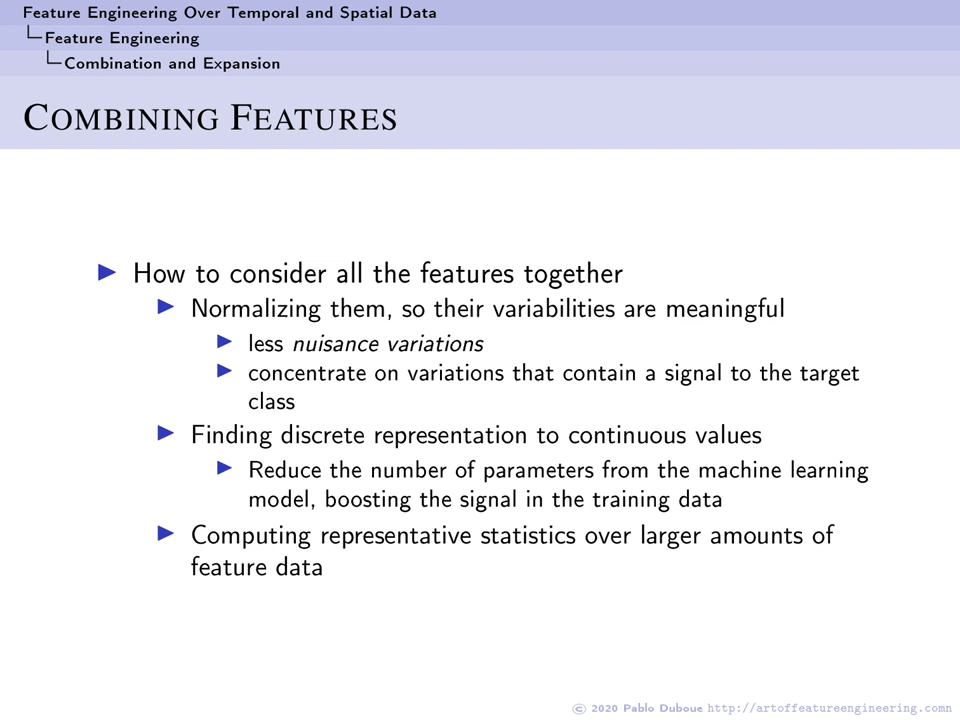 Feature Engineering Over Temporal and Spatial Data
Feature Engineering
Combination and Expansion
COMBINING FEATURES
How to consider all the features together
Normalizing them, so their variabilities are meaningful
less nuisance variations
concentrate on variations that contain a signal to the target
class
Finding discrete representation to continuous values
Reduce the number of parameters from the machine learning
model, boosting the signal in the training data
Computing representative statistics over larger amounts of
feature data
© 2020 Pablo Duboue http://artoffeatureengineering.comn